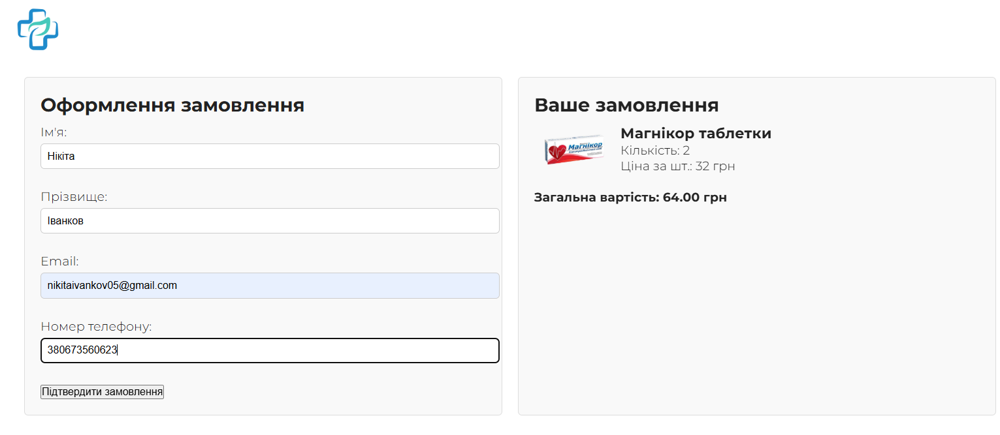 Оформлення замовлення
Ім'я:
Нікіта
Прізвище:
Іванков
Email:
nikitaivankov05@gmail.com
Номер телефону:
380673560623
Підтвердити замовлення
Ваше замовлення
Магнікор
Магнікор таблетки
Кількість: 2
Ціна за шт.: 32 грн
Загальна вартість: 64.00 грн